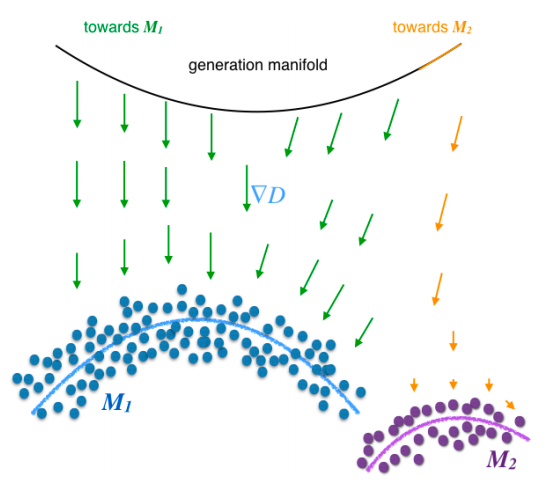 towards M₁
towards M₂
generation manifold
∇D
M₁
M₂